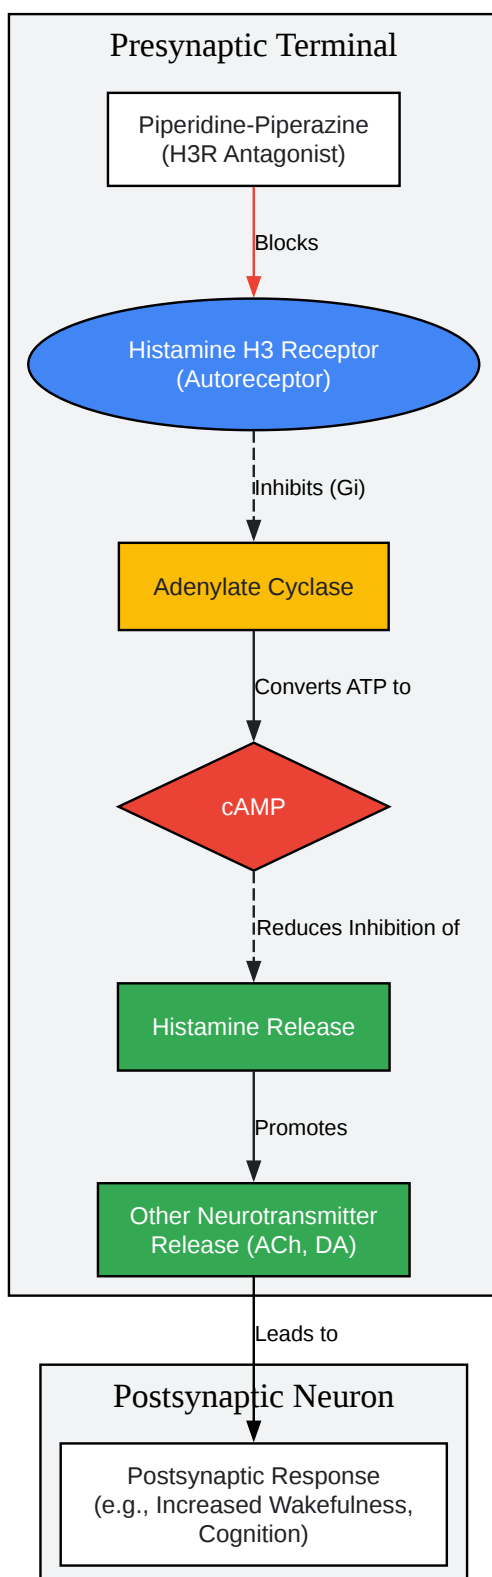 Presynaptic Terminal
Piperidine-Piperazine
(H3R Antagonist)
Blocks
Histamine H3 Receptor
(Autoreceptor)
Inhibits (Gi)
Adenylate Cyclase
Converts ATP to
cAMP
Reduces Inhibition of
Histamine Release
Promotes
Other Neurotransmitter
Release (ACh, DA)
Leads to
Postsynaptic Neuron
Postsynaptic Response
(e.g., Increased Wakefulness,
Cognition)